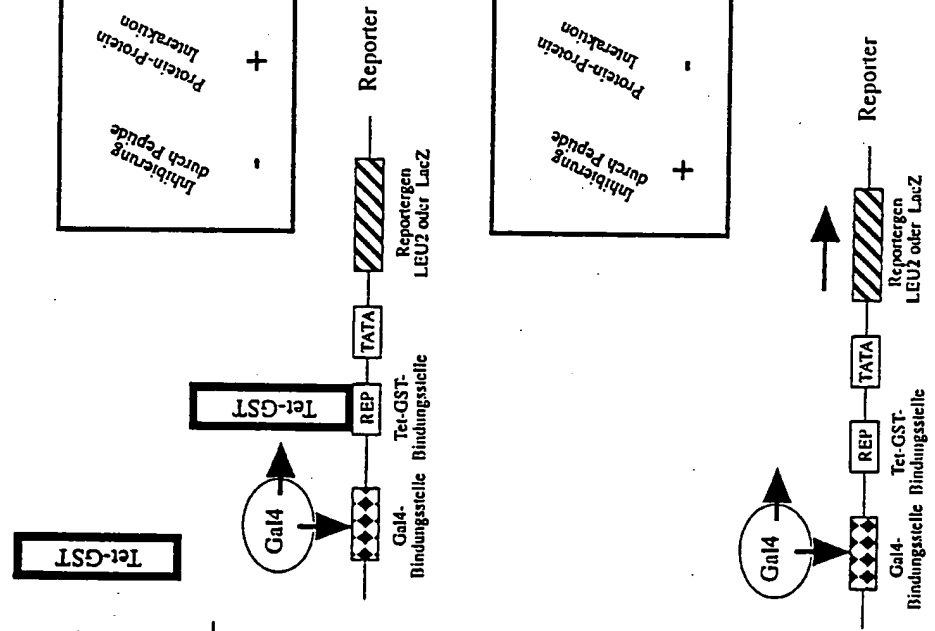 Inhibierung
durch Peptide
Protein-Protein
Interaktion
-
+
Tet-GST
Tet-GST
Gal4
REP
TATA
Reporter
Gal4-
Bindungsstelle
Tet-GST-
Bindungsstelle
Reportergen
LEU2 oder LacZ
Inhibierung
durch Peptide
Protein-Protein
Interaktion
+
-
Gal4
REP
TATA
Reporter
Gal4-
Bindungsstelle
Tet-GST-
Bindungsstelle
Reportergen
LEU2 oder LacZ